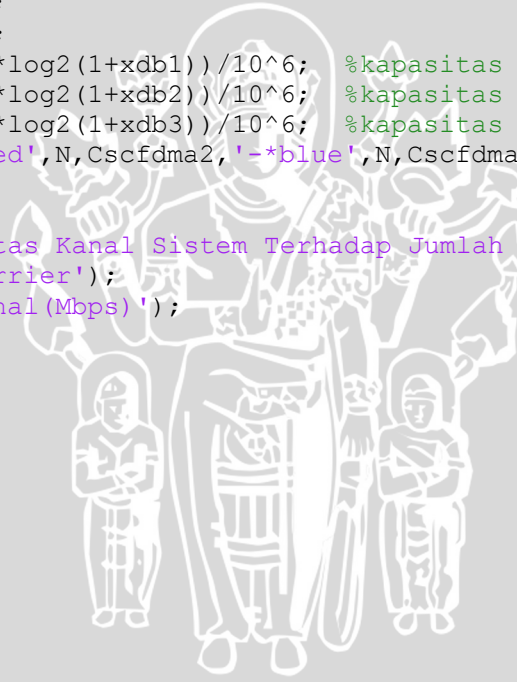 *log2(1+xdb1))/10^6; %kapasitas
*log2(1+xdb2))/10^6; %kapasitas
*log2(1+xdb3))/10^6; %kapasitas
ed',N,Cscfdma2,'-*blue',N,Cscfdma
tas Kanal Sistem Terhadap Jumlah
rrier');
nal(Mbps)');